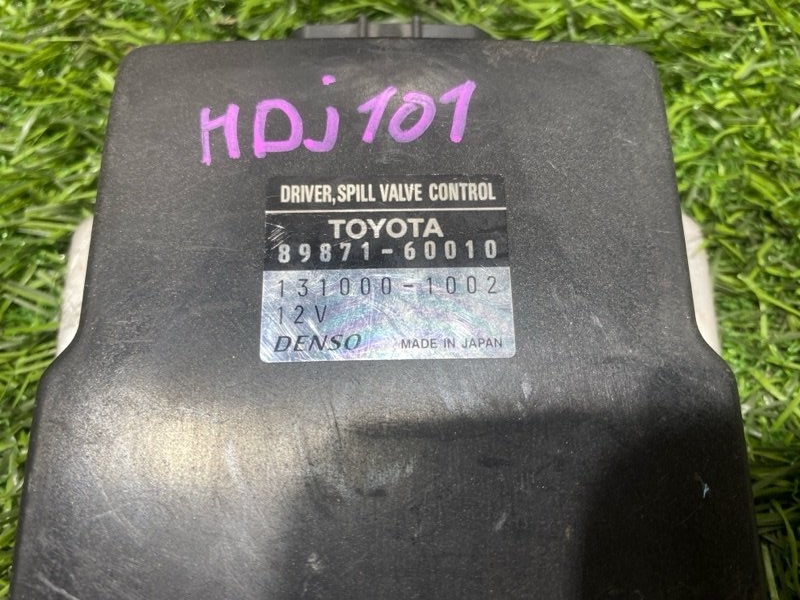 HDj101
DRIVER,SPILL VALVE CONTROL
TOYOTA
89871-60010
131000-1002
12V
DENSO MADE IN JAPAN